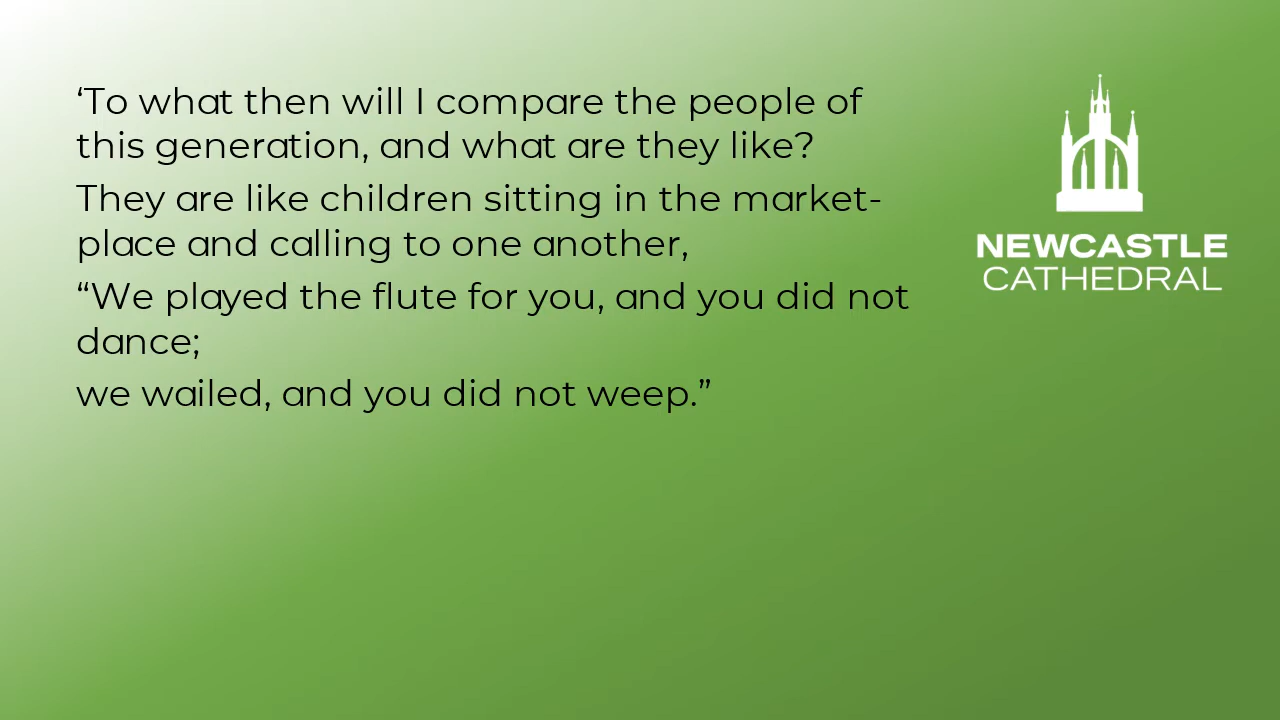 ‘To what then will I compare the people of
this generation, and what are they like?
They are like children sitting in the market-
place and calling to one another,
“We played the flute for you, and you did not
dance;
we wailed, and you did not weep.”
NEWCASTLE
CATHEDRAL